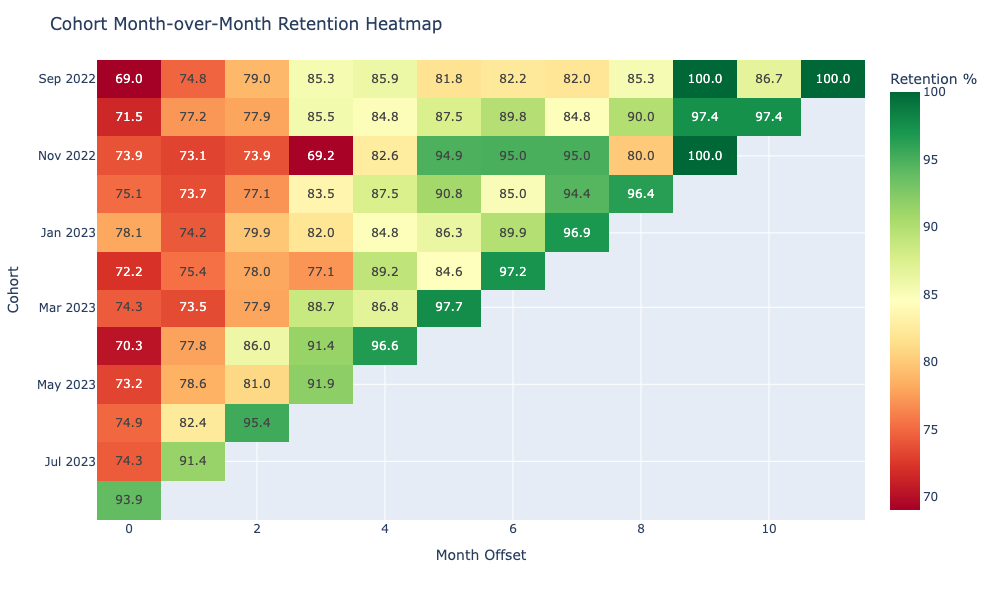 Cohort Month-over-Month Retention Heatmap
Retention %
Sep 2022 69.0 74.8 79.0 85.3 85.9 81.8 82.2 82.0 85.3 100.0 86.7 100.0
71.5 77.2 77.9 85.5 84.8 87.5 89.8 84.8 90.0 97.4 97.4
Nov 2022 73.9 73.1 73.9 69.2 82.6 94.9 95.0 95.0 80.0 100.0
75.1 73.7 77.1 83.5 87.5 90.8 85.0 94.4 96.4
Jan 2023 78.1 74.2 79.9 82.0 84.8 86.3 89.9 96.9
72.2 75.4 78.0 77.1 89.2 84.6 97.2
Mar 2023 74.3 73.5 77.9 88.7 86.8 97.7
70.3 77.8 86.0 91.4 96.6
May 2023 73.2 78.6 81.0 91.9
74.9 82.4 95.4
Jul 2023 74.3 91.4
93.9
0 2 4 6 8 10
Month Offset
Cohort
100
95
90
85
80
75
70